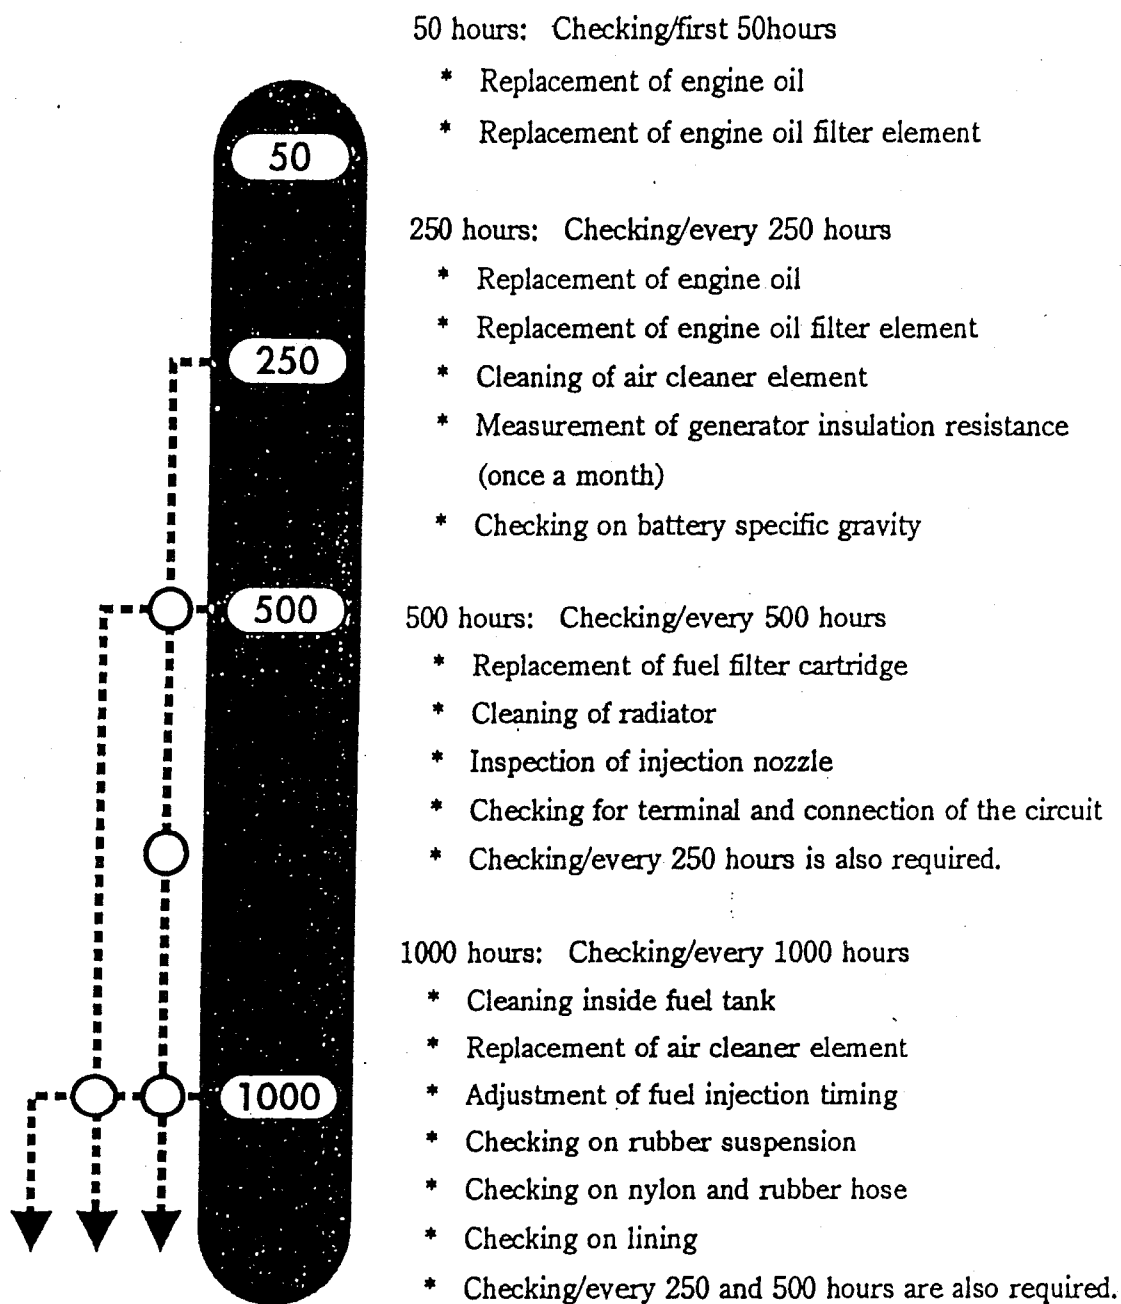 50 hours: Checking/first 50hours
* Replacement of engine oil
* Replacement of engine oil filter element
50
250 hours: Checking/every 250 hours
* Replacement of engine oil
* Replacement of engine oil filter element
250
* Cleaning of air cleaner element
* Measurement of generator insulation resistance
(once a month)
* Checking on battery specific gravity
500
500 hours: Checking/every 500 hours
* Replacement of fuel filter cartridge
* Cleaning of radiator
* Inspection of injection nozzle
* Checking for terminal and connection of the circuit
* Checking/every 250 hours is also required.
1000 hours: Checking/every 1000 hours
* Cleaning inside fuel tank
* Replacement of air cleaner element
1000
* Adjustment of fuel injection timing
* Checking on rubber suspension
* Checking on nylon and rubber hose
* Checking on lining
* Checking/every 250 and 500 hours are also required.